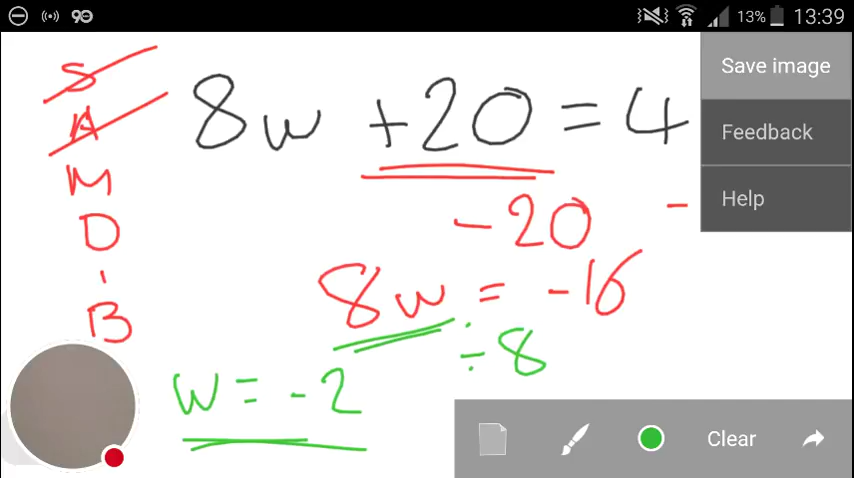 13% 13:39
Save image
Feedback
Help
S
A
M
D
I
B
8w + 20 = 4
- 20 -
8w = -16
÷ 8
w = -2
Clear